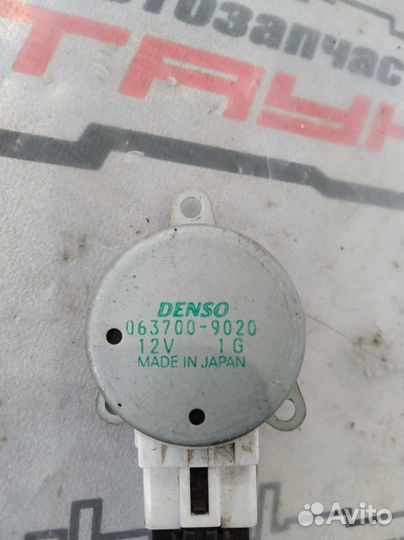 автозапчас
DENSO
063700-9020
12V 1G
MADE IN JAPAN
Avito